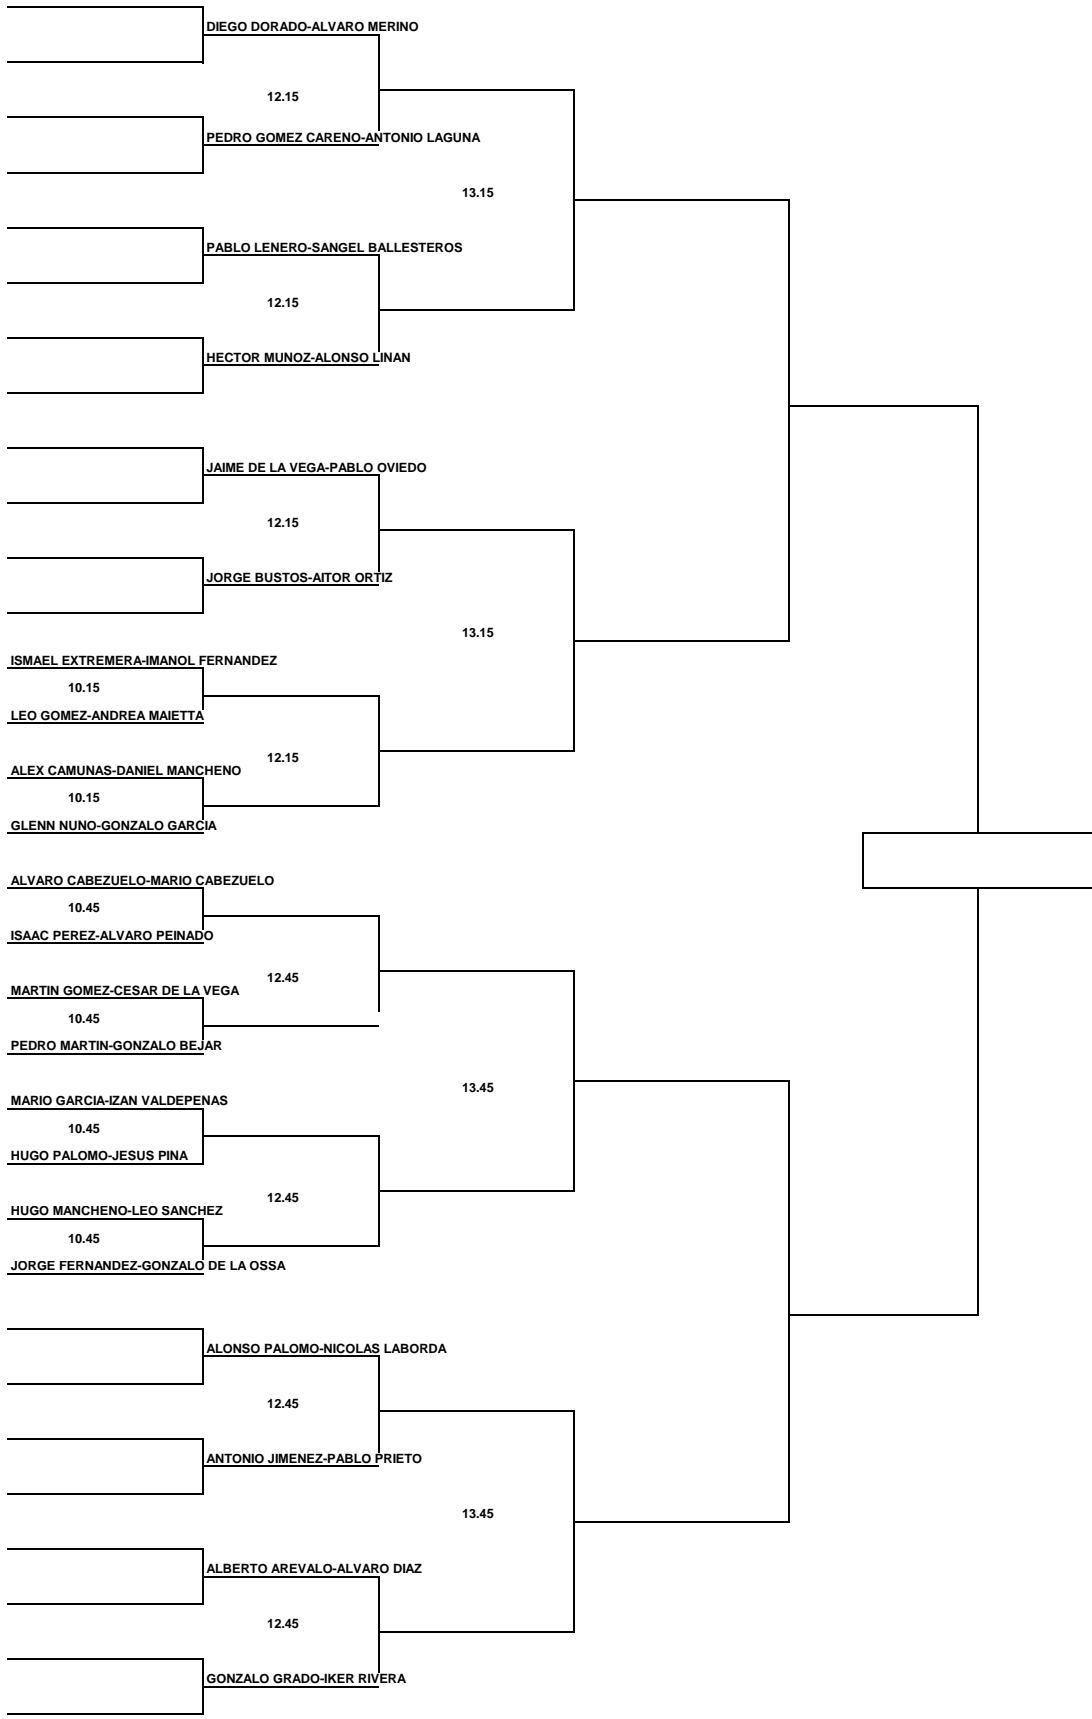 DIEGO DORADO-ALVARO MERINO
12.15
PEDRO GOMEZ CARENO-ANTONIO LAGUNA
13.15
PABLO LENERO-SANGEL BALLESTEROS
12.15
HECTOR MUNOZ-ALONSO LINAN
JAIME DE LA VEGA-PABLO OVIEDO
12.15
JORGE BUSTOS-AITOR ORTIZ
13.15
ISMAEL EXTREMERA-IMANOL FERNANDEZ
10.15
LEO GOMEZ-ANDREA MAIETTA
12.15
ALEX CAMUNAS-DANIEL MANCHENO
10.15
GLENN NUNO-GONZALO GARCIA
ALVARO CABEZUELO-MARIO CABEZUELO
10.45
ISAAC PEREZ-ALVARO PEINADO
12.45
MARTIN GOMEZ-CESAR DE LA VEGA
10.45
PEDRO MARTIN-GONZALO BEJAR
13.45
MARIO GARCIA-IZAN VALDEPENAS
10.45
HUGO PALOMO-JESUS PINA
12.45
HUGO MANCHENO-LEO SANCHEZ
10.45
JORGE FERNANDEZ-GONZALO DE LA OSSA
ALONSO PALOMO-NICOLAS LABORDA
12.45
ANTONIO JIMENEZ-PABLO PRIETO
13.45
ALBERTO AREVALO-ALVARO DIAZ
12.45
GONZALO GRADO-IKER RIVERA